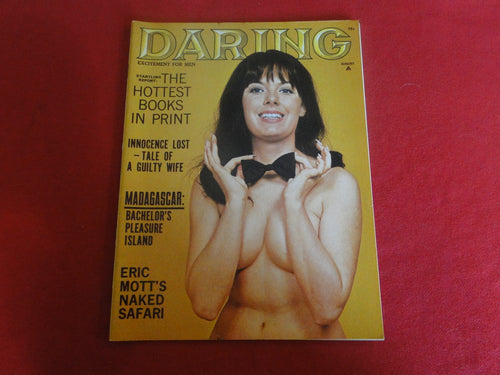 DARING
EXCITEMENT FOR MEN
AUGUST
STARTLING
REPORT:
THE
HOTTEST
BOOKS
IN PRINT
INNOCENCE LOST
– TALE OF
A GUILTY WIFE
MADAGASCAR:
BACHELOR'S
PLEASURE
ISLAND
ERIC
MOTT'S
NAKED
SAFARI